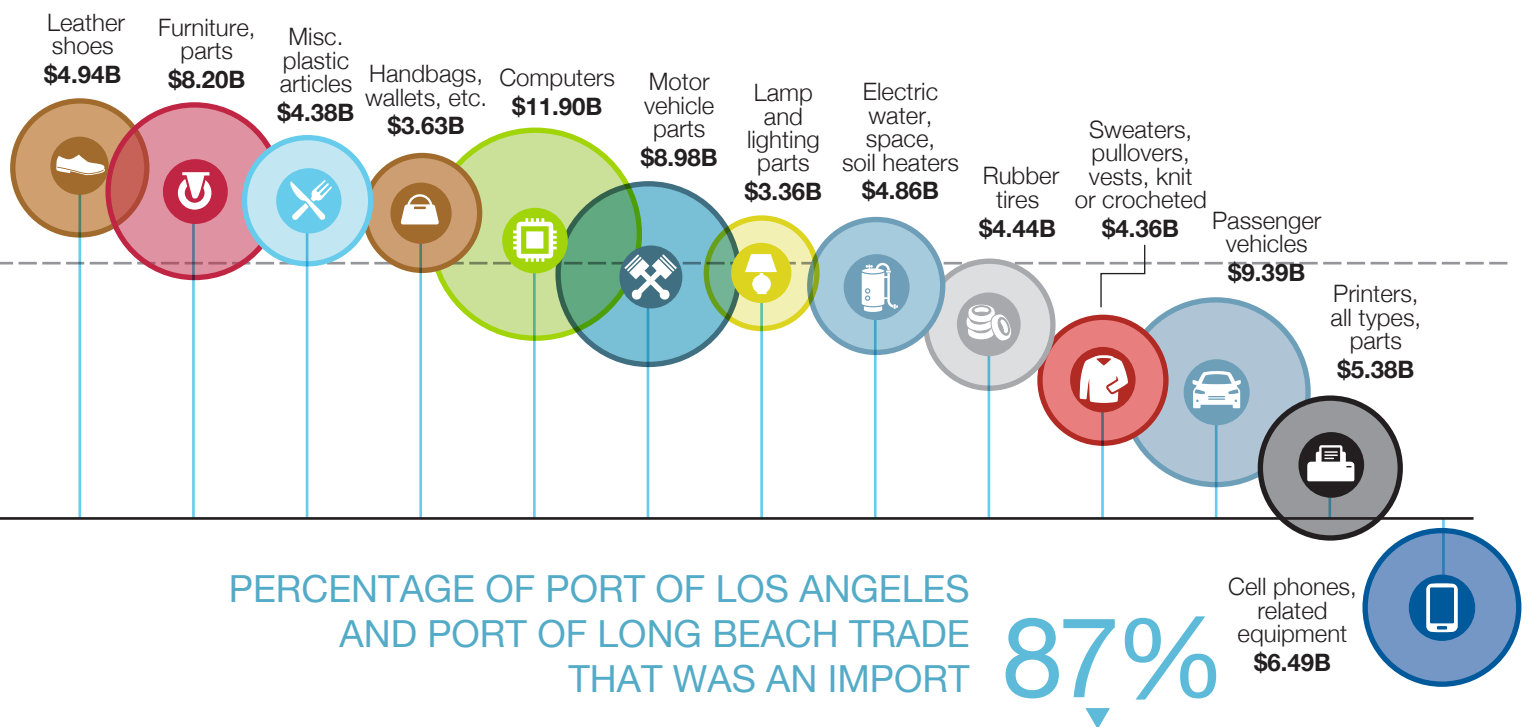 Leather
shoes
$4.94B
Furniture,
parts
$8.20B
Misc.
plastic
articles
$4.38B
Handbags,
wallets, etc.
$3.63B
Computers
$11.90B
Motor
vehicle
parts
$8.98B
Lamp
and
lighting
parts
$3.36B
Electric
water,
space,
soil heaters
$4.86B
Rubber
tires
$4.44B
Sweaters,
pullovers,
vests, knit
or crocheted
$4.36B
Passenger
vehicles
$9.39B
Printers,
all types,
parts
$5.38B
Cell phones,
related
equipment
$6.49B
PERCENTAGE OF PORT OF LOS ANGELES
AND PORT OF LONG BEACH TRADE
THAT WAS AN IMPORT
87%